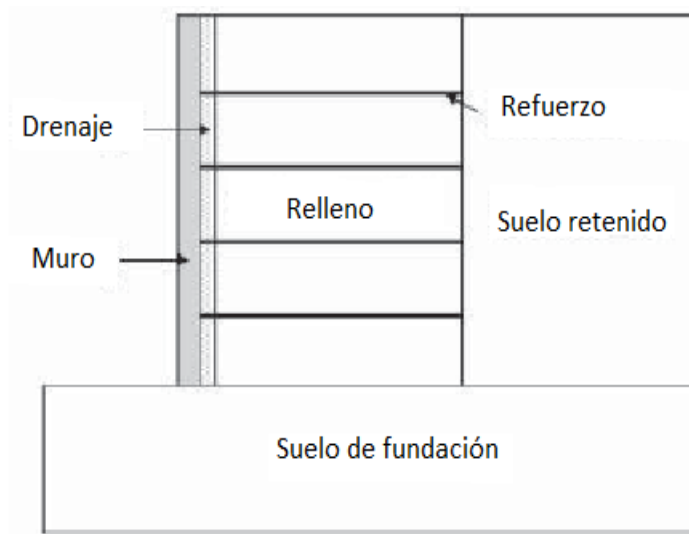 Refuerzo
Drenaje
Relleno
Suelo retenido
Muro
Suelo de fundación